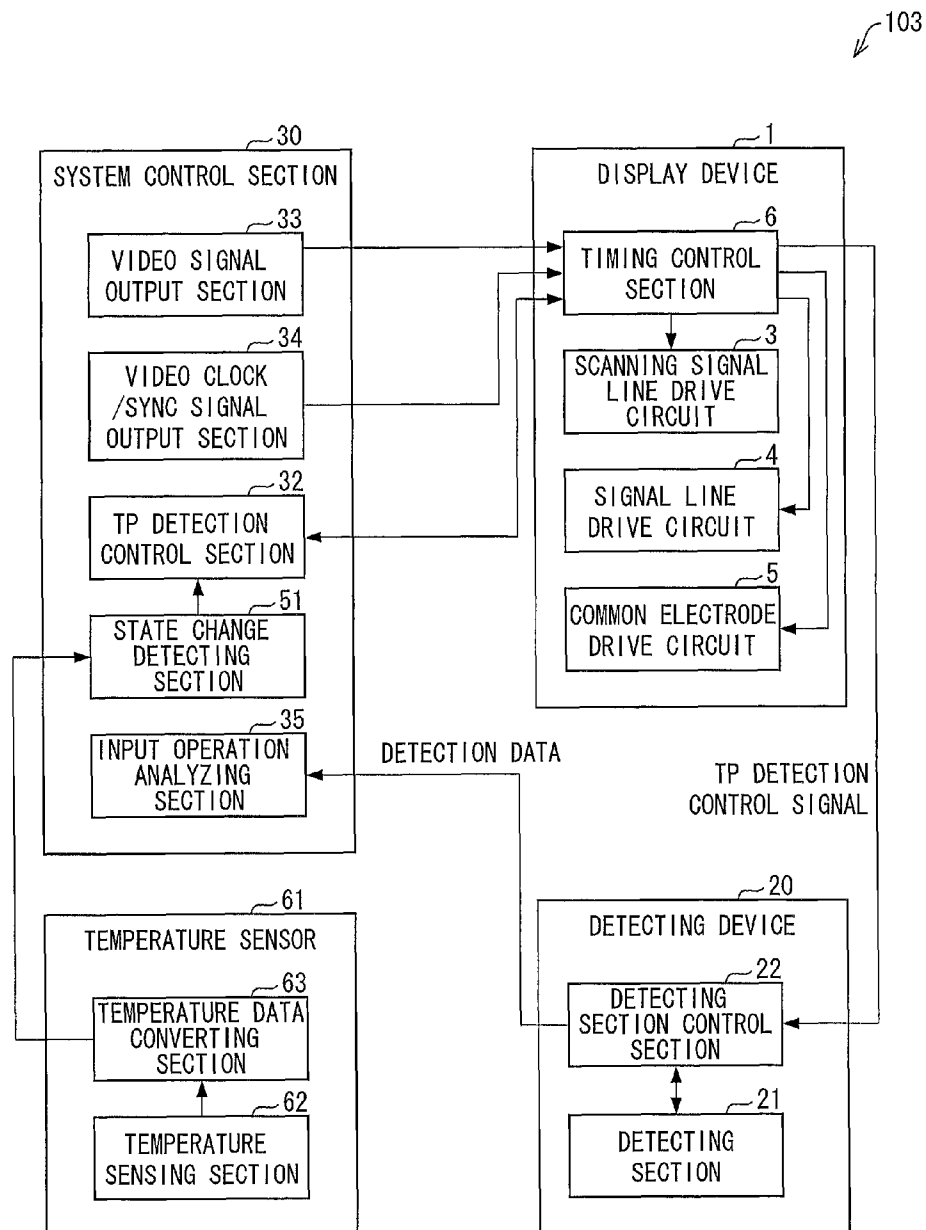 103
30
SYSTEM CONTROL SECTION
33
VIDEO SIGNAL
OUTPUT SECTION
34
VIDEO CLOCK
/SYNC SIGNAL
OUTPUT SECTION
32
TP DETECTION
CONTROL SECTION
51
STATE CHANGE
DETECTING
SECTION
35
INPUT OPERATION
ANALYZING
SECTION
1
DISPLAY DEVICE
6
TIMING CONTROL
SECTION
3
SCANNING SIGNAL
LINE DRIVE
CIRCUIT
4
SIGNAL LINE
DRIVE CIRCUIT
5
COMMON ELECTRODE
DRIVE CIRCUIT
DETECTION DATA
TP DETECTION
CONTROL SIGNAL
61
TEMPERATURE SENSOR
63
TEMPERATURE DATA
CONVERTING
SECTION
62
TEMPERATURE
SENSING SECTION
20
DETECTING DEVICE
22
DETECTING
SECTION CONTROL
SECTION
21
DETECTING
SECTION